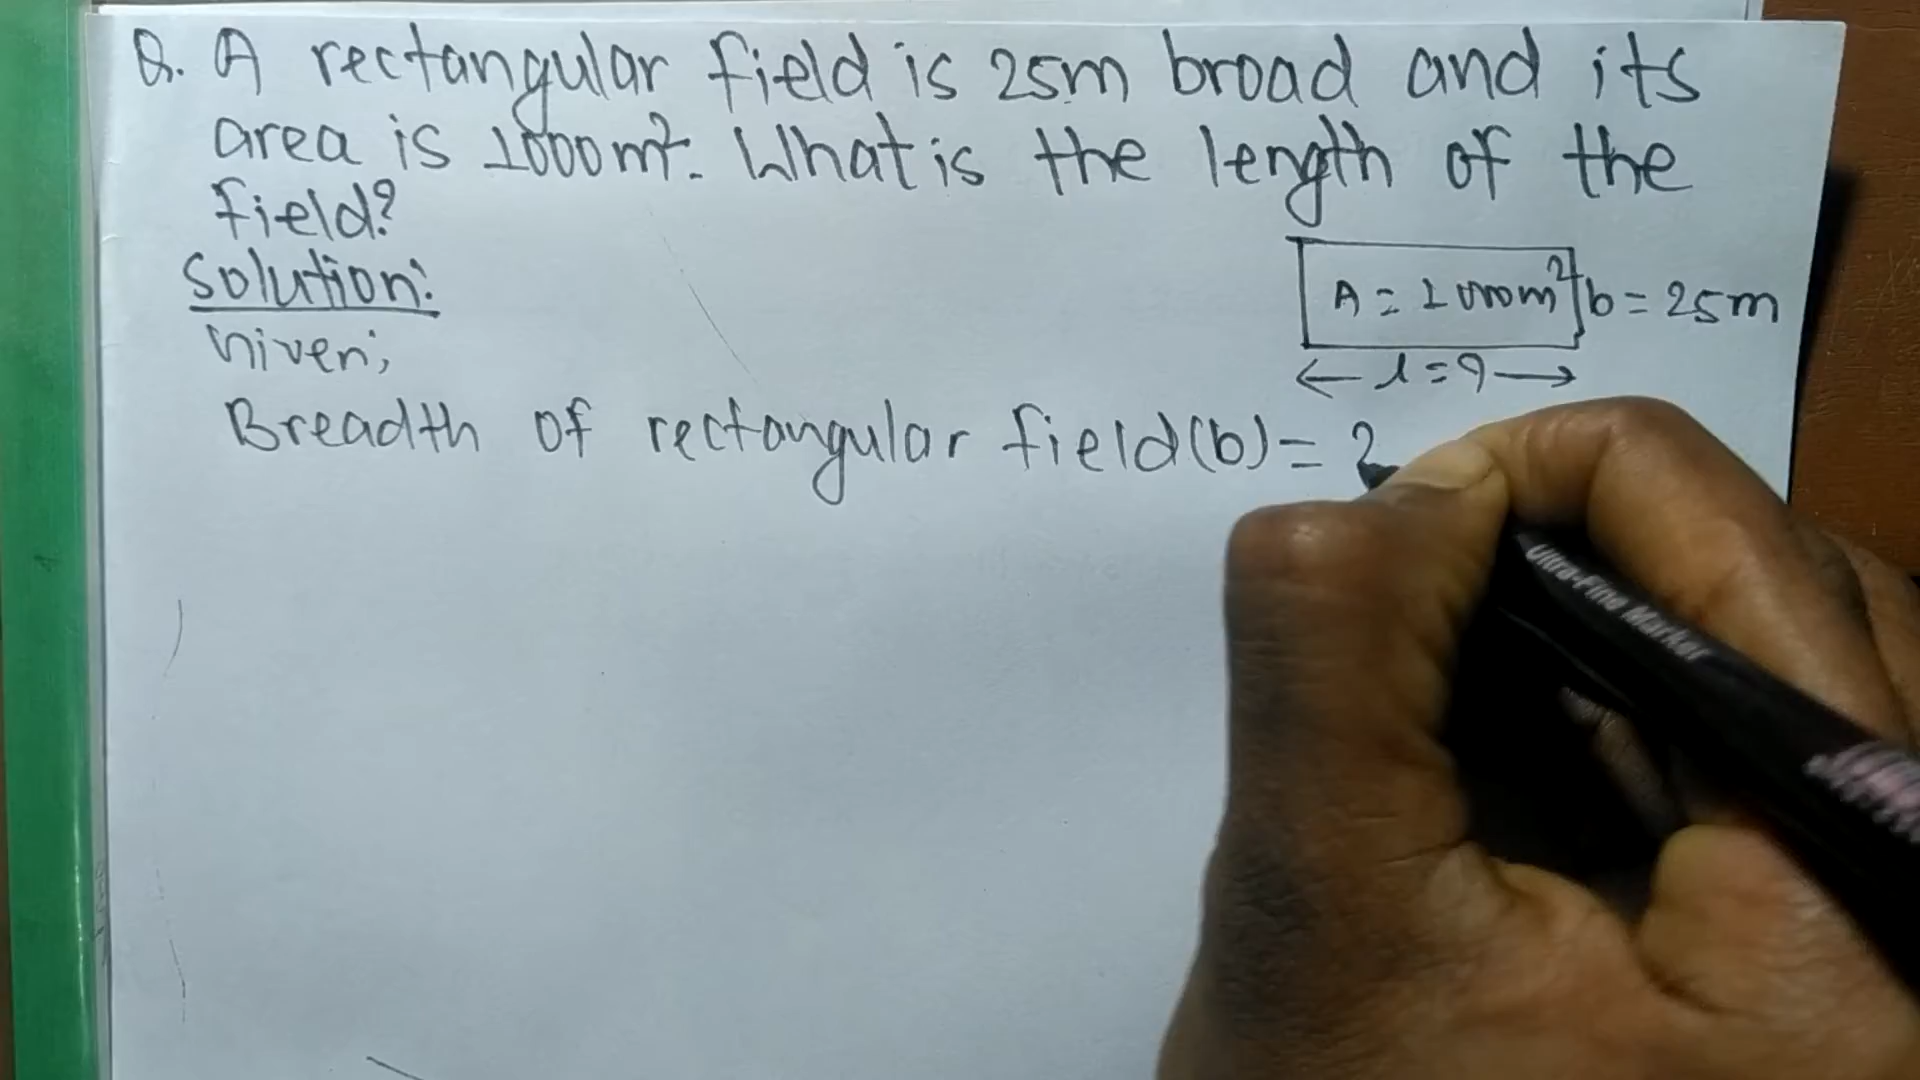 Q. A rectangular field is 25m broad and its
area is 1000m². What is the length of the
field?
Solution:
Given;
A = 1000m² b = 25m
l = ?
Breadth of rectangular field(b) = 2
Ultra-Fine Marker